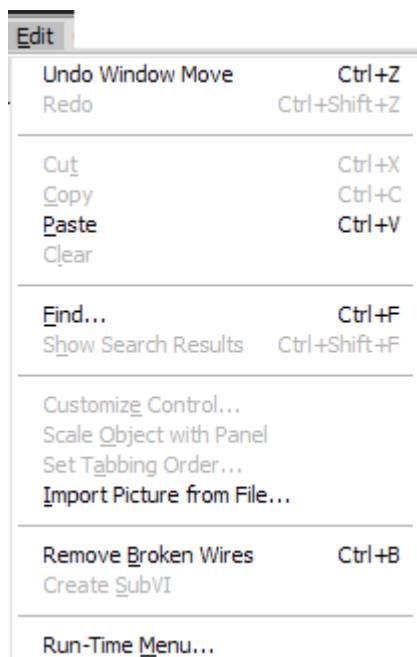 Edit
Undo Window Move Ctrl+Z
Redo Ctrl+Shift+Z
Cut Ctrl+X
Copy Ctrl+C
Paste Ctrl+V
Clear
Find... Ctrl+F
Show Search Results Ctrl+Shift+F
Customize Control...
Scale Object with Panel
Set Tabbing Order...
Import Picture from File...
Remove Broken Wires Ctrl+B
Create SubVI
Run-Time Menu...